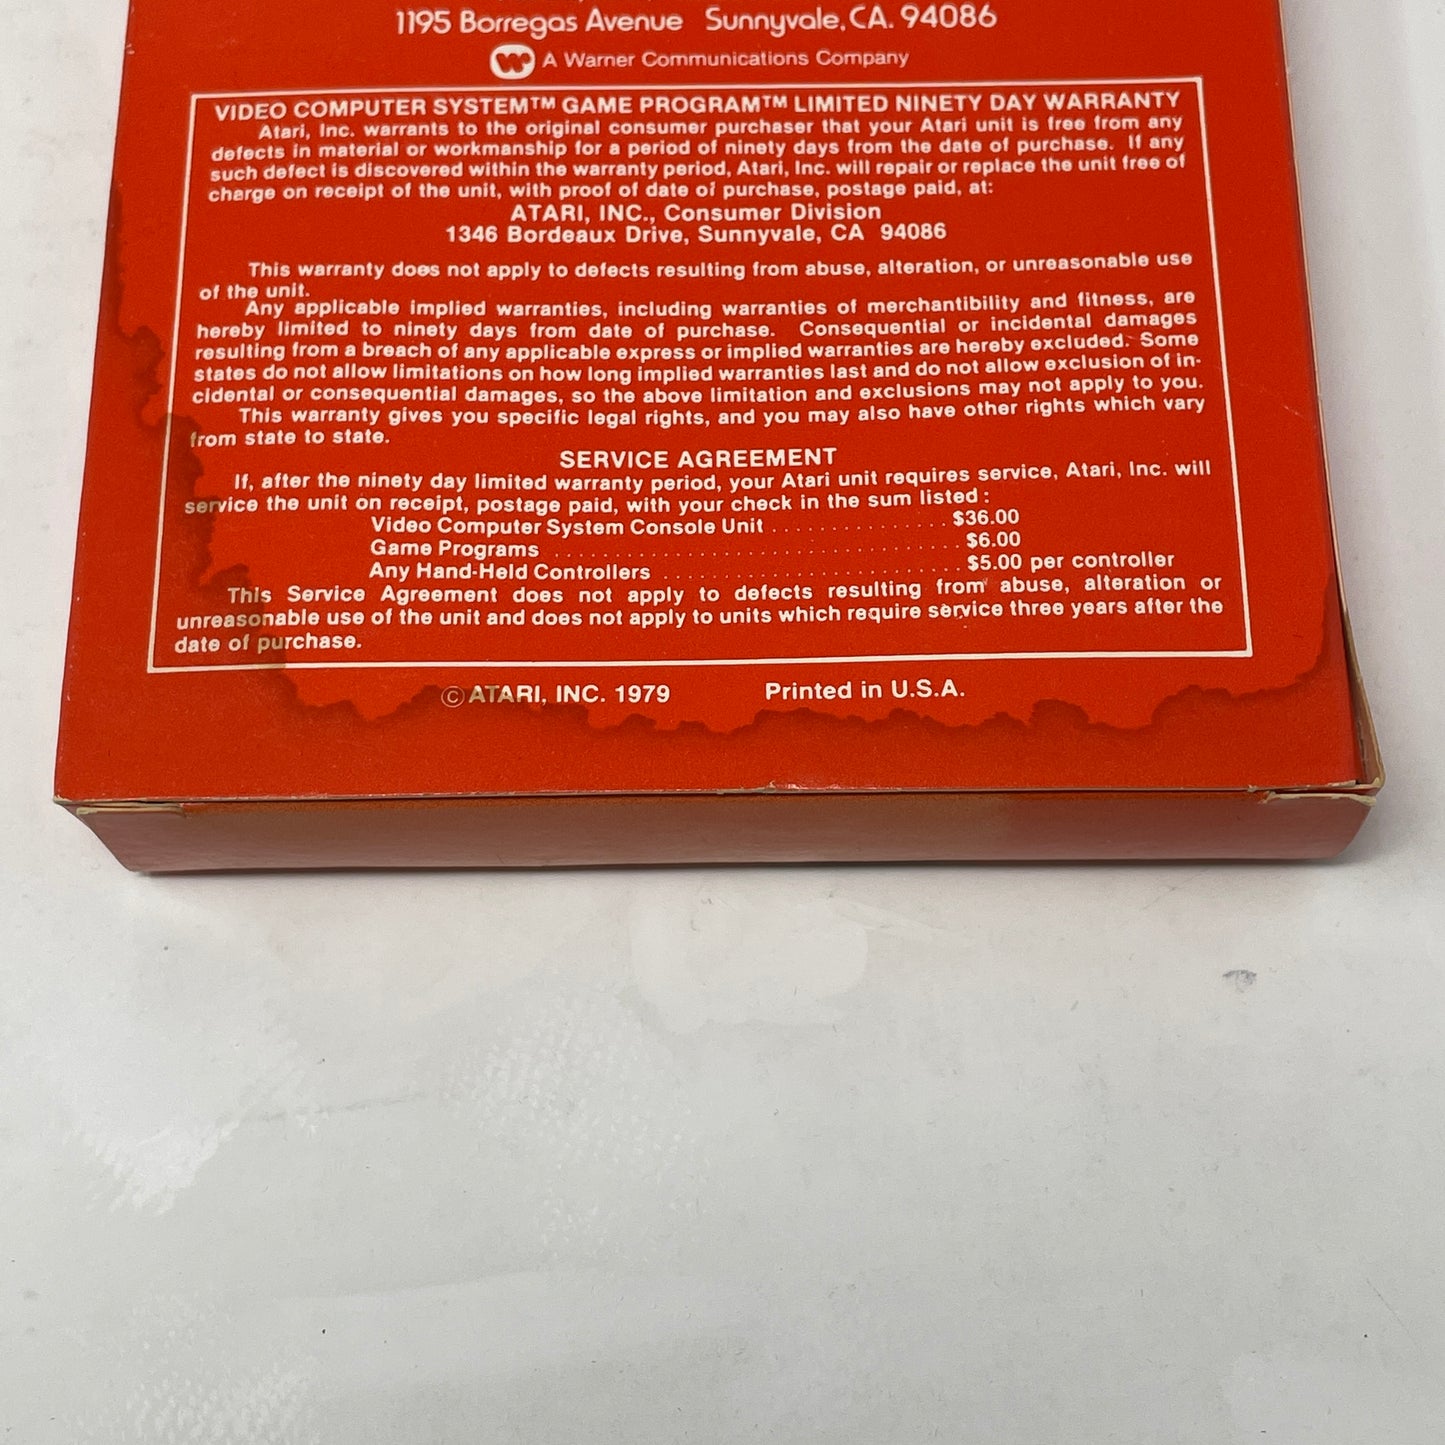 1195 Borregas Avenue Sunnyvale, CA. 94086
A Warner Communications Company
VIDEO COMPUTER SYSTEM™ GAME PROGRAM™ LIMITED NINETY DAY WARRANTY
Atari, Inc. warrants to the original consumer purchaser that your Atari unit is free from any
defects in material or workmanship for a period of ninety days from the date of purchase. If any
such defect is discovered within the warranty period, Atari, Inc. will repair or replace the unit free of
charge on receipt of the unit, with proof of date of purchase, postage paid, at:
ATARI, INC., Consumer Division
1346 Bordeaux Drive, Sunnyvale, CA 94086
This warranty does not apply to defects resulting from abuse, alteration, or unreasonable use
of the unit.
Any applicable implied warranties, including warranties of merchantibility and fitness, are
hereby limited to ninety days from date of purchase. Consequential or incidental damages
resulting from a breach of any applicable express or implied warranties are hereby excluded. Some
states do not allow limitations on how long implied warranties last and do not allow exclusion of in-
cidental or consequential damages, so the above limitation and exclusions may not apply to you.
This warranty gives you specific legal rights, and you may also have other rights which vary
from state to state.
SERVICE AGREEMENT
If, after the ninety day limited warranty period, your Atari unit requires service, Atari, Inc. will
service the unit on receipt, postage paid, with your check in the sum listed :
Video Computer System Console Unit . . . . . . . . . . . . . . $36.00
Game Programs . . . . . . . . . . . . . . . . . . . . . . . . . . . . . . . . $6.00
Any Hand-Held Controllers . . . . . . . . . . . . . . . . . . . . . . . $5.00 per controller
This Service Agreement does not apply to defects resulting from abuse, alteration or
unreasonable use of the unit and does not apply to units which require service three years after the
date of purchase.
© ATARI, INC. 1979 Printed in U.S.A.